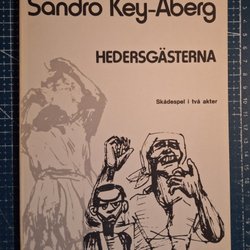 Sandro Key-Åberg
HEDERSGÄSTERNA
Skådespel i två akter